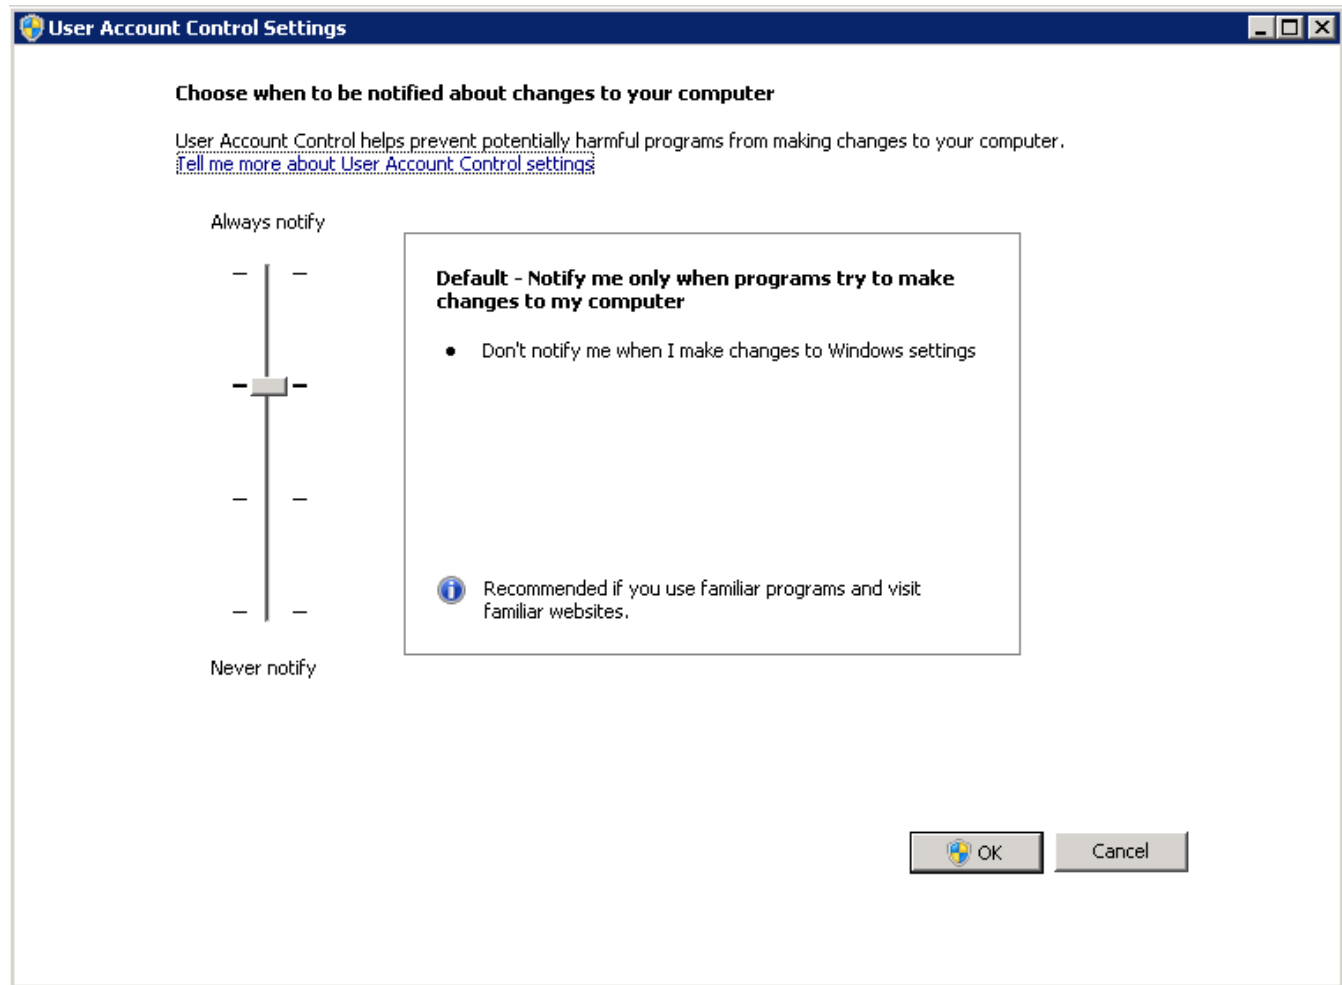 User Account Control Settings
Choose when to be notified about changes to your computer
User Account Control helps prevent potentially harmful programs from making changes to your computer.
Tell me more about User Account Control settings
Always notify
Default - Notify me only when programs try to make
changes to my computer
• Don't notify me when I make changes to Windows settings
Recommended if you use familiar programs and visit
familiar websites.
Never notify
OK
Cancel